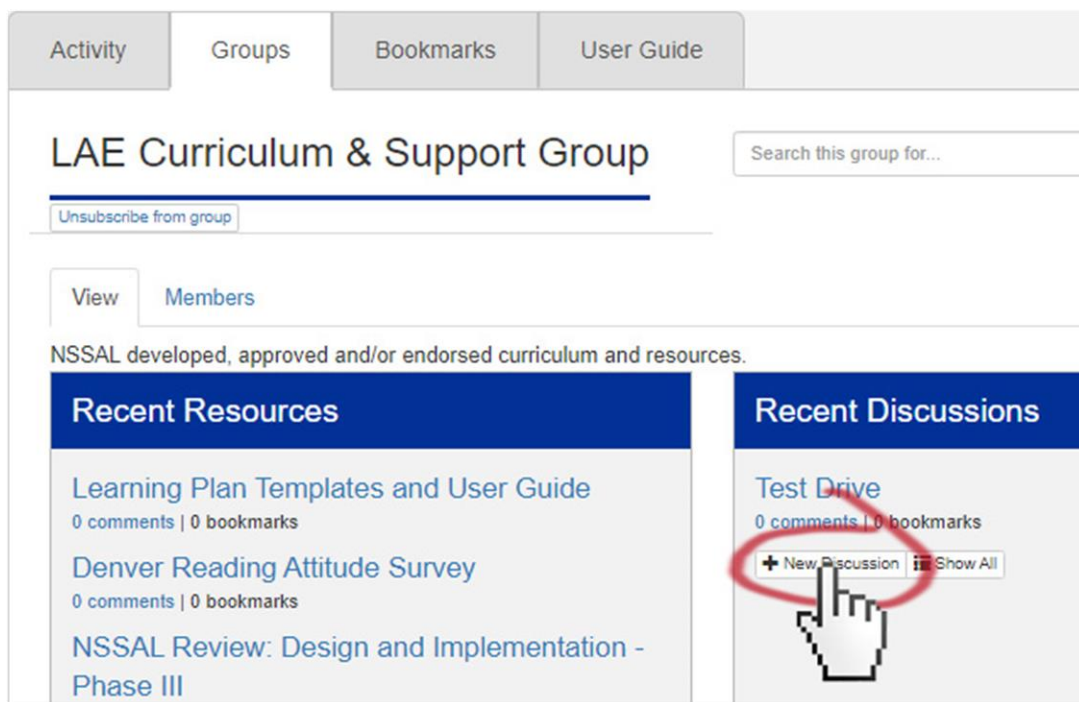 Activity
Groups
Bookmarks
User Guide
LAE Curriculum & Support Group
Search this group for...
Unsubscribe from group
View
Members
NSSAL developed, approved and/or endorsed curriculum and resources.
Recent Resources
Learning Plan Templates and User Guide
0 comments | 0 bookmarks
Denver Reading Attitude Survey
0 comments | 0 bookmarks
NSSAL Review: Design and Implementation -
Phase III
Recent Discussions
Test Drive
0 comments | 0 bookmarks
New Discussion
Show All